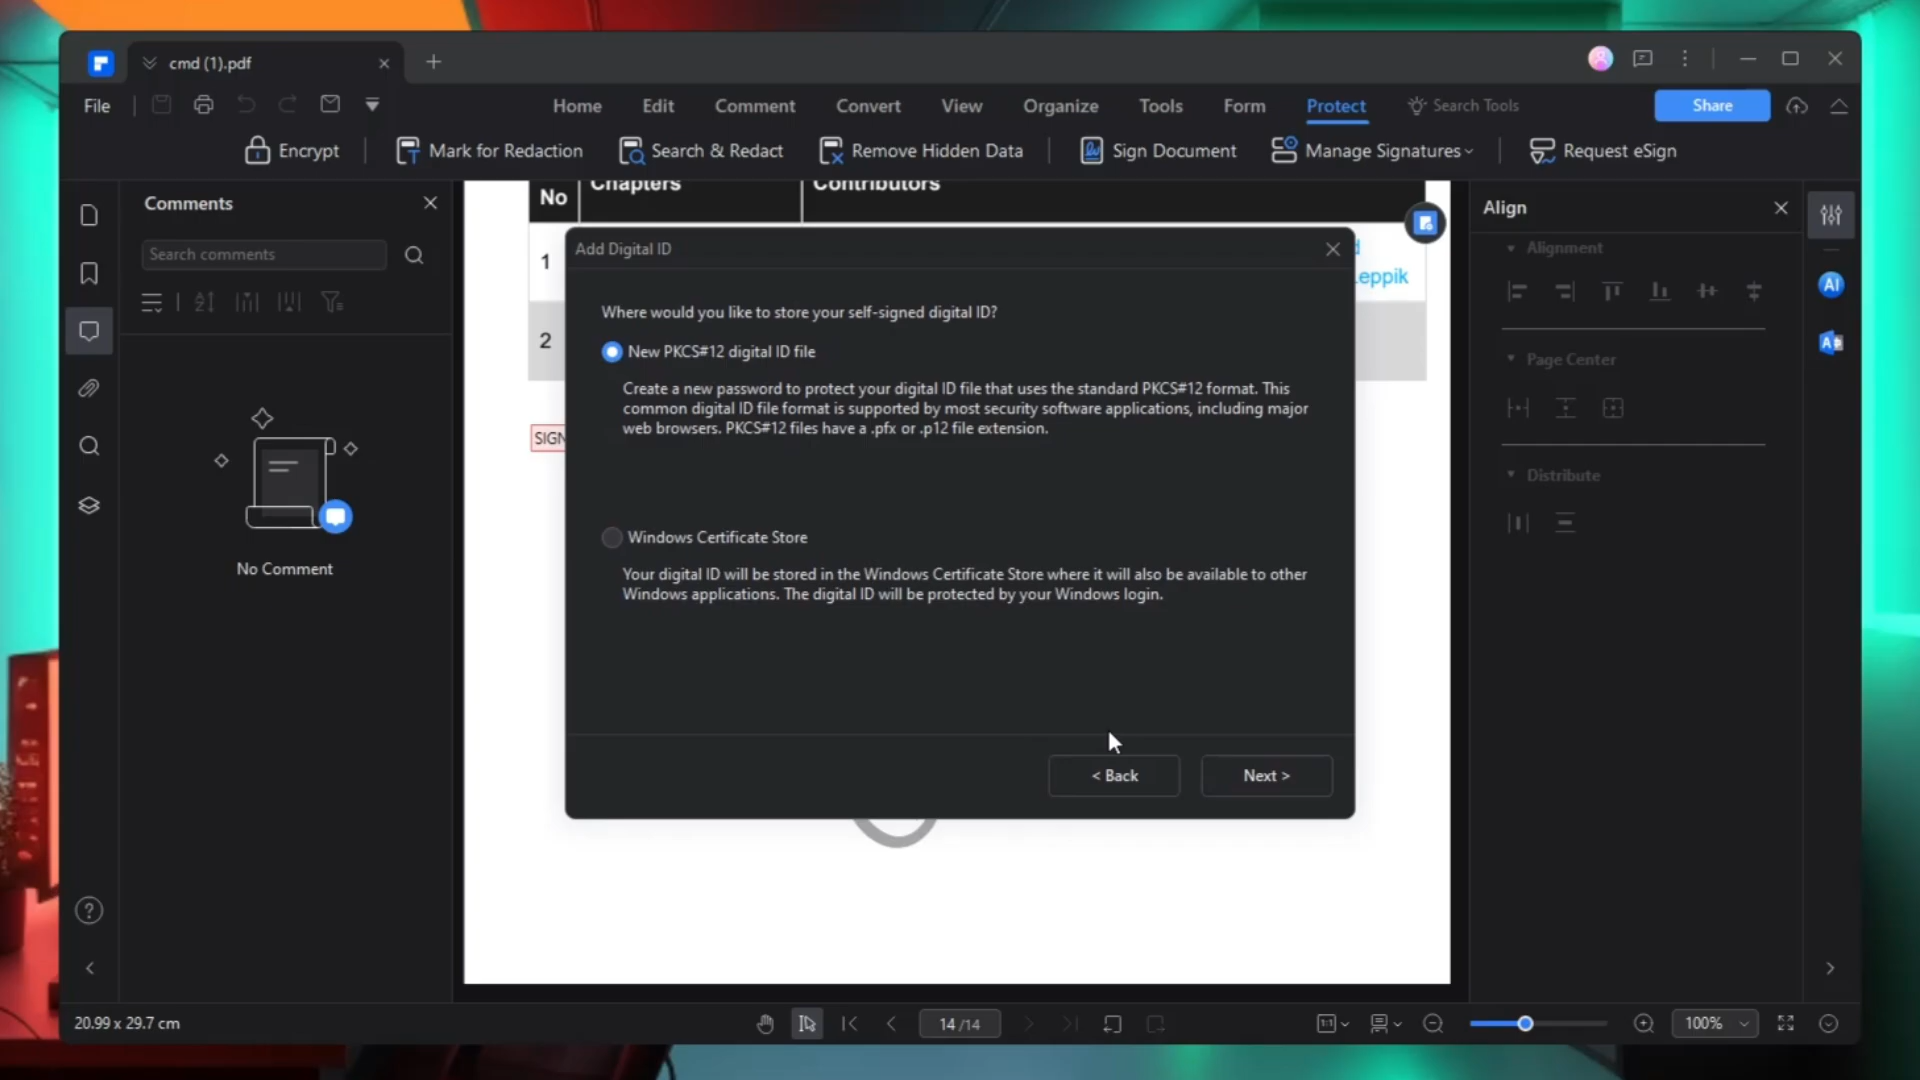 cmd (1).pdf
File
Home
Edit
Comment
Convert
View
Organize
Tools
Form
Protect
Search Tools
Share
Encrypt
Mark for Redaction
Search & Redact
Remove Hidden Data
Sign Document
Manage Signatures
Request eSign
Comments
Search comments
No Comment
No
Chapters
Contributors
1
2
eppik
SIGN
Add Digital ID
Where would you like to store your self-signed digital ID?
New PKCS#12 digital ID file
Create a new password to protect your digital ID file that uses the standard PKCS#12 format. This
common digital ID file format is supported by most security software applications, including major
web browsers. PKCS#12 files have a .pfx or .p12 file extension.
Windows Certificate Store
Your digital ID will be stored in the Windows Certificate Store where it will also be available to other
Windows applications. The digital ID will be protected by your Windows login.
< Back
Next >
Align
Alignment
Page Center
Distribute
AI
20.99 x 29.7 cm
14 /14
1:1
100%